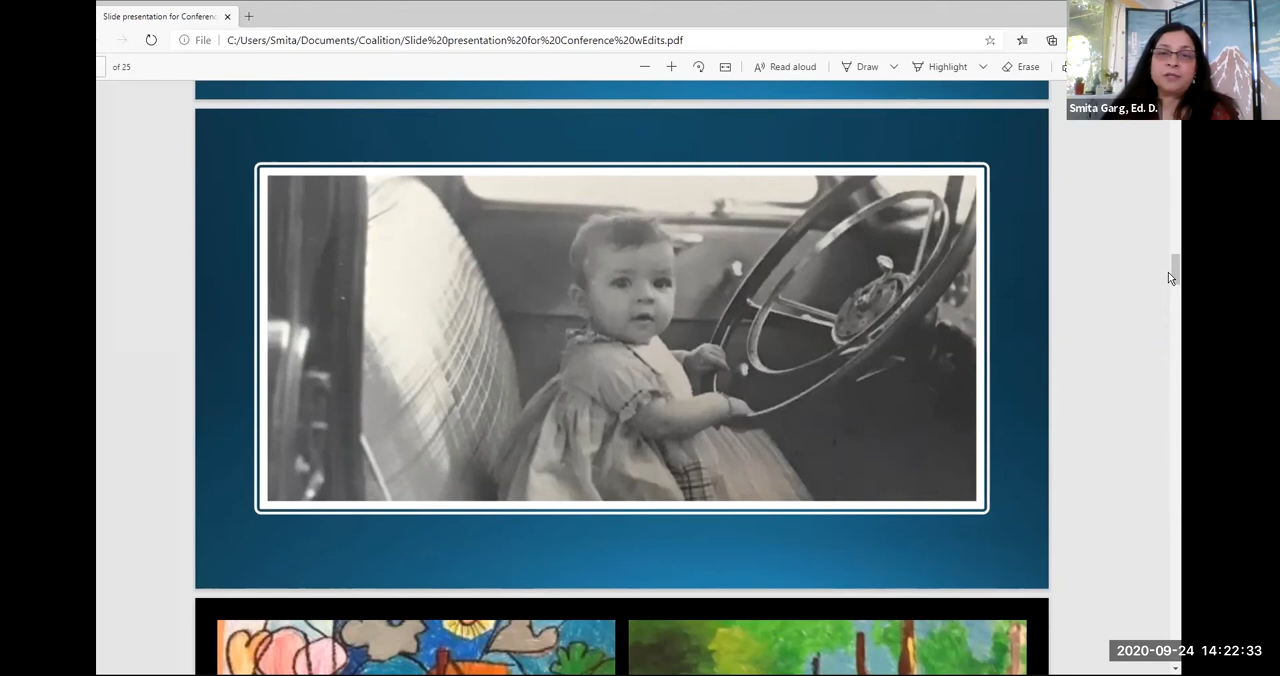 Slide presentation for Conferenc
File C:/Users/Smita/Documents/Coalition/Slide%20presentation%20for%20Conference%20wEdits.pdf
of 25 Read aloud Draw Highlight Erase
Smita Garg, Ed. D.
2020-09-24 14:22:33